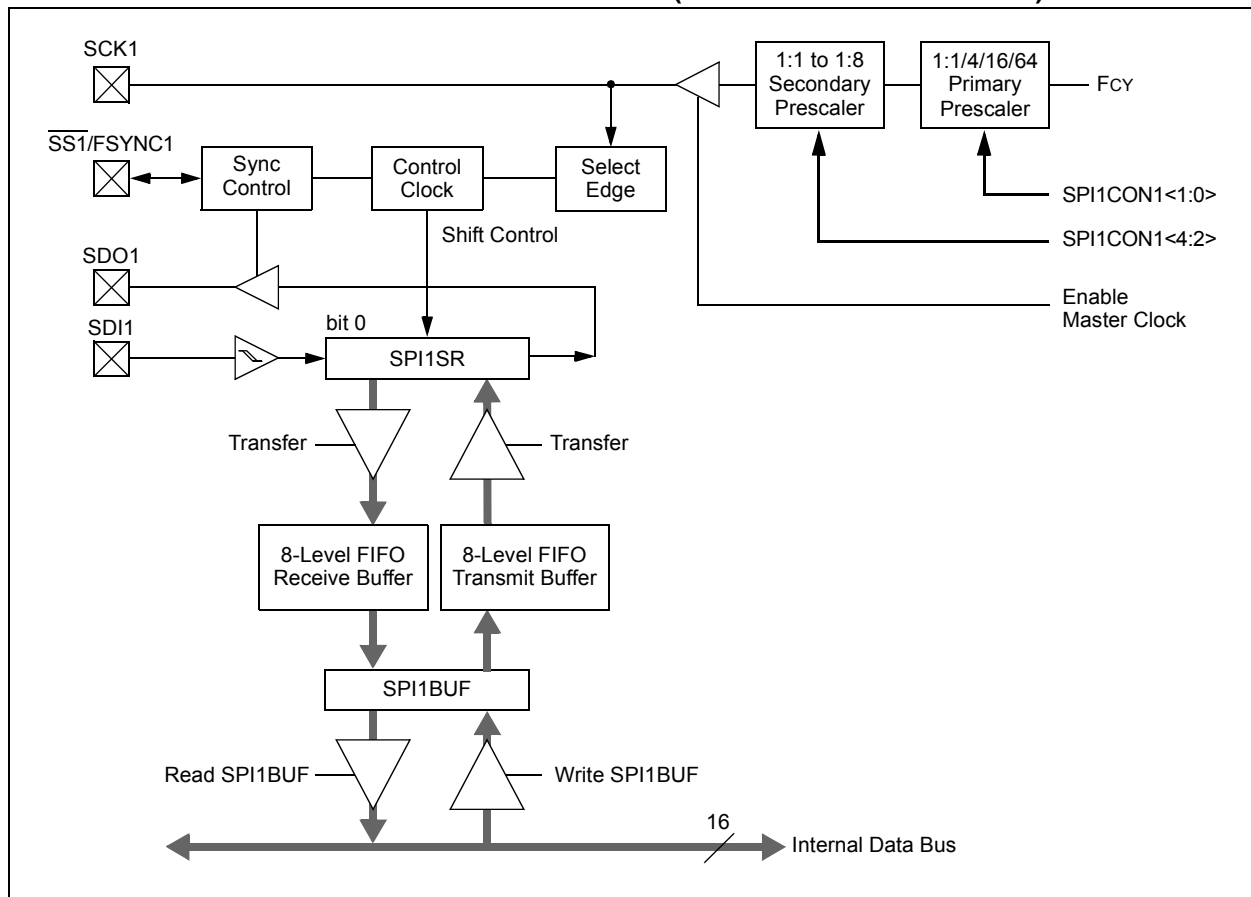 SCK1
1:1 to 1:8
Secondary
Prescaler
1:1/4/16/64
Primary
Prescaler
FCY
SS1/FSYNC1
Sync
Control
Control
Clock
Select
Edge
SPI1CON1<1:0>
Shift Control
SPI1CON1<4:2>
SDO1
Enable
Master Clock
SDI1
bit 0
SPI1SR
Transfer
Transfer
8-Level FIFO
Receive Buffer
8-Level FIFO
Transmit Buffer
SPI1BUF
Read SPI1BUF
Write SPI1BUF
16
Internal Data Bus